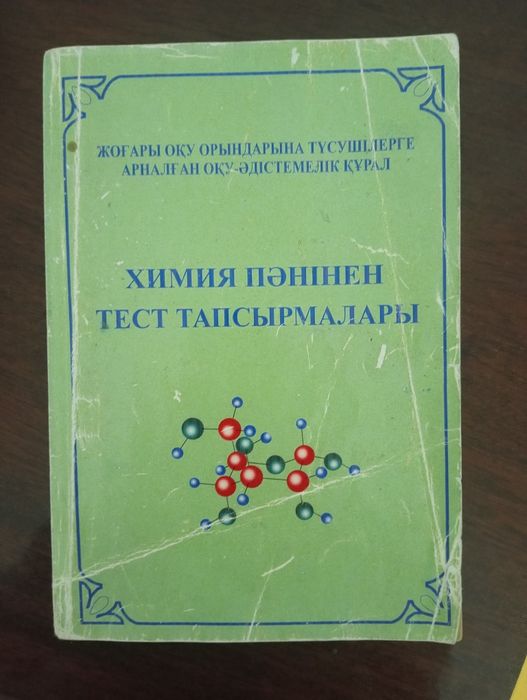 ЖОҒАРЫ ОҚУ ОРЫНДАРЫНА ТҮСУШІЛЕРГЕ
АРНАЛҒАН ОҚУ-ӘДІСТЕМЕЛІК ҚҰРАЛ
ХИМИЯ ПӘНІНЕН
ТЕСТ ТАПСЫРМАЛАРЫ